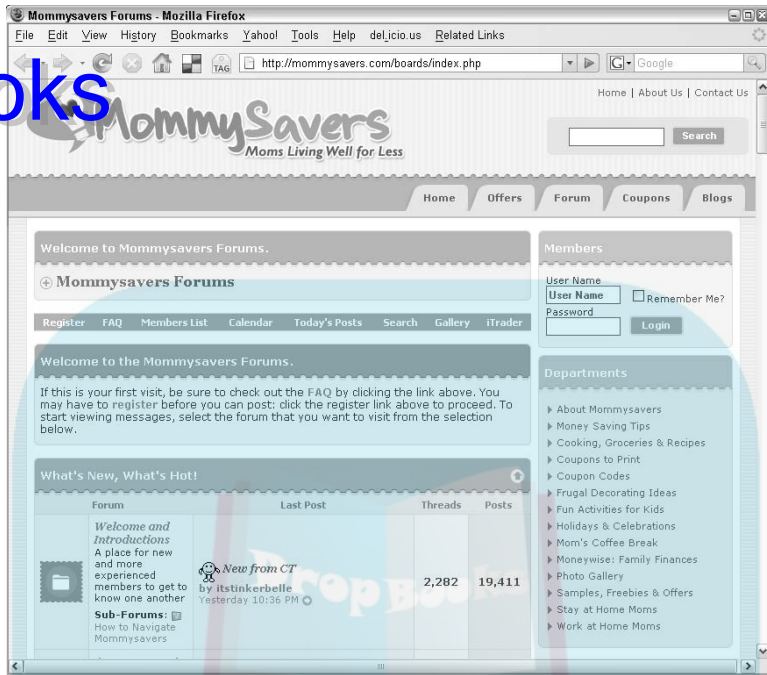 Mommysavers Forums - Mozilla Firefox
File Edit View History Bookmarks Yahoo! Tools Help del.icio.us Related Links
TAG http://mommysavers.com/boards/index.php G Google
oks
Home | About Us | Contact Us
MommySavers
Moms Living Well for Less
Search
Home Offers Forum Coupons Blogs
Welcome to Mommysavers Forums.
Mommysavers Forums
Register FAQ Members List Calendar Today's Posts Search Gallery iTrader
Welcome to the Mommysavers Forums.
If this is your first visit, be sure to check out the FAQ by clicking the link above. You
may have to register before you can post: click the register link above to proceed. To
start viewing messages, select the forum that you want to visit from the selection
below.
What's New, What's Hot!
Forum Last Post Threads Posts
Welcome and
Introductions
A place for new
and more
experienced
members to get to
know one another
Sub-Forums:
How to Navigate
Mommysavers
New from CT
by itstinkerbelle
Yesterday 10:36 PM
2,282 19,411
Members
User Name
User Name Remember Me?
Password
Login
Departments
About Mommysavers
Money Saving Tips
Cooking, Groceries & Recipes
Coupons to Print
Coupon Codes
Frugal Decorating Ideas
Fun Activities for Kids
Holidays & Celebrations
Mom's Coffee Break
Moneywise: Family Finances
Photo Gallery
Samples, Freebies & Offers
Stay at Home Moms
Work at Home Moms
Drop Books